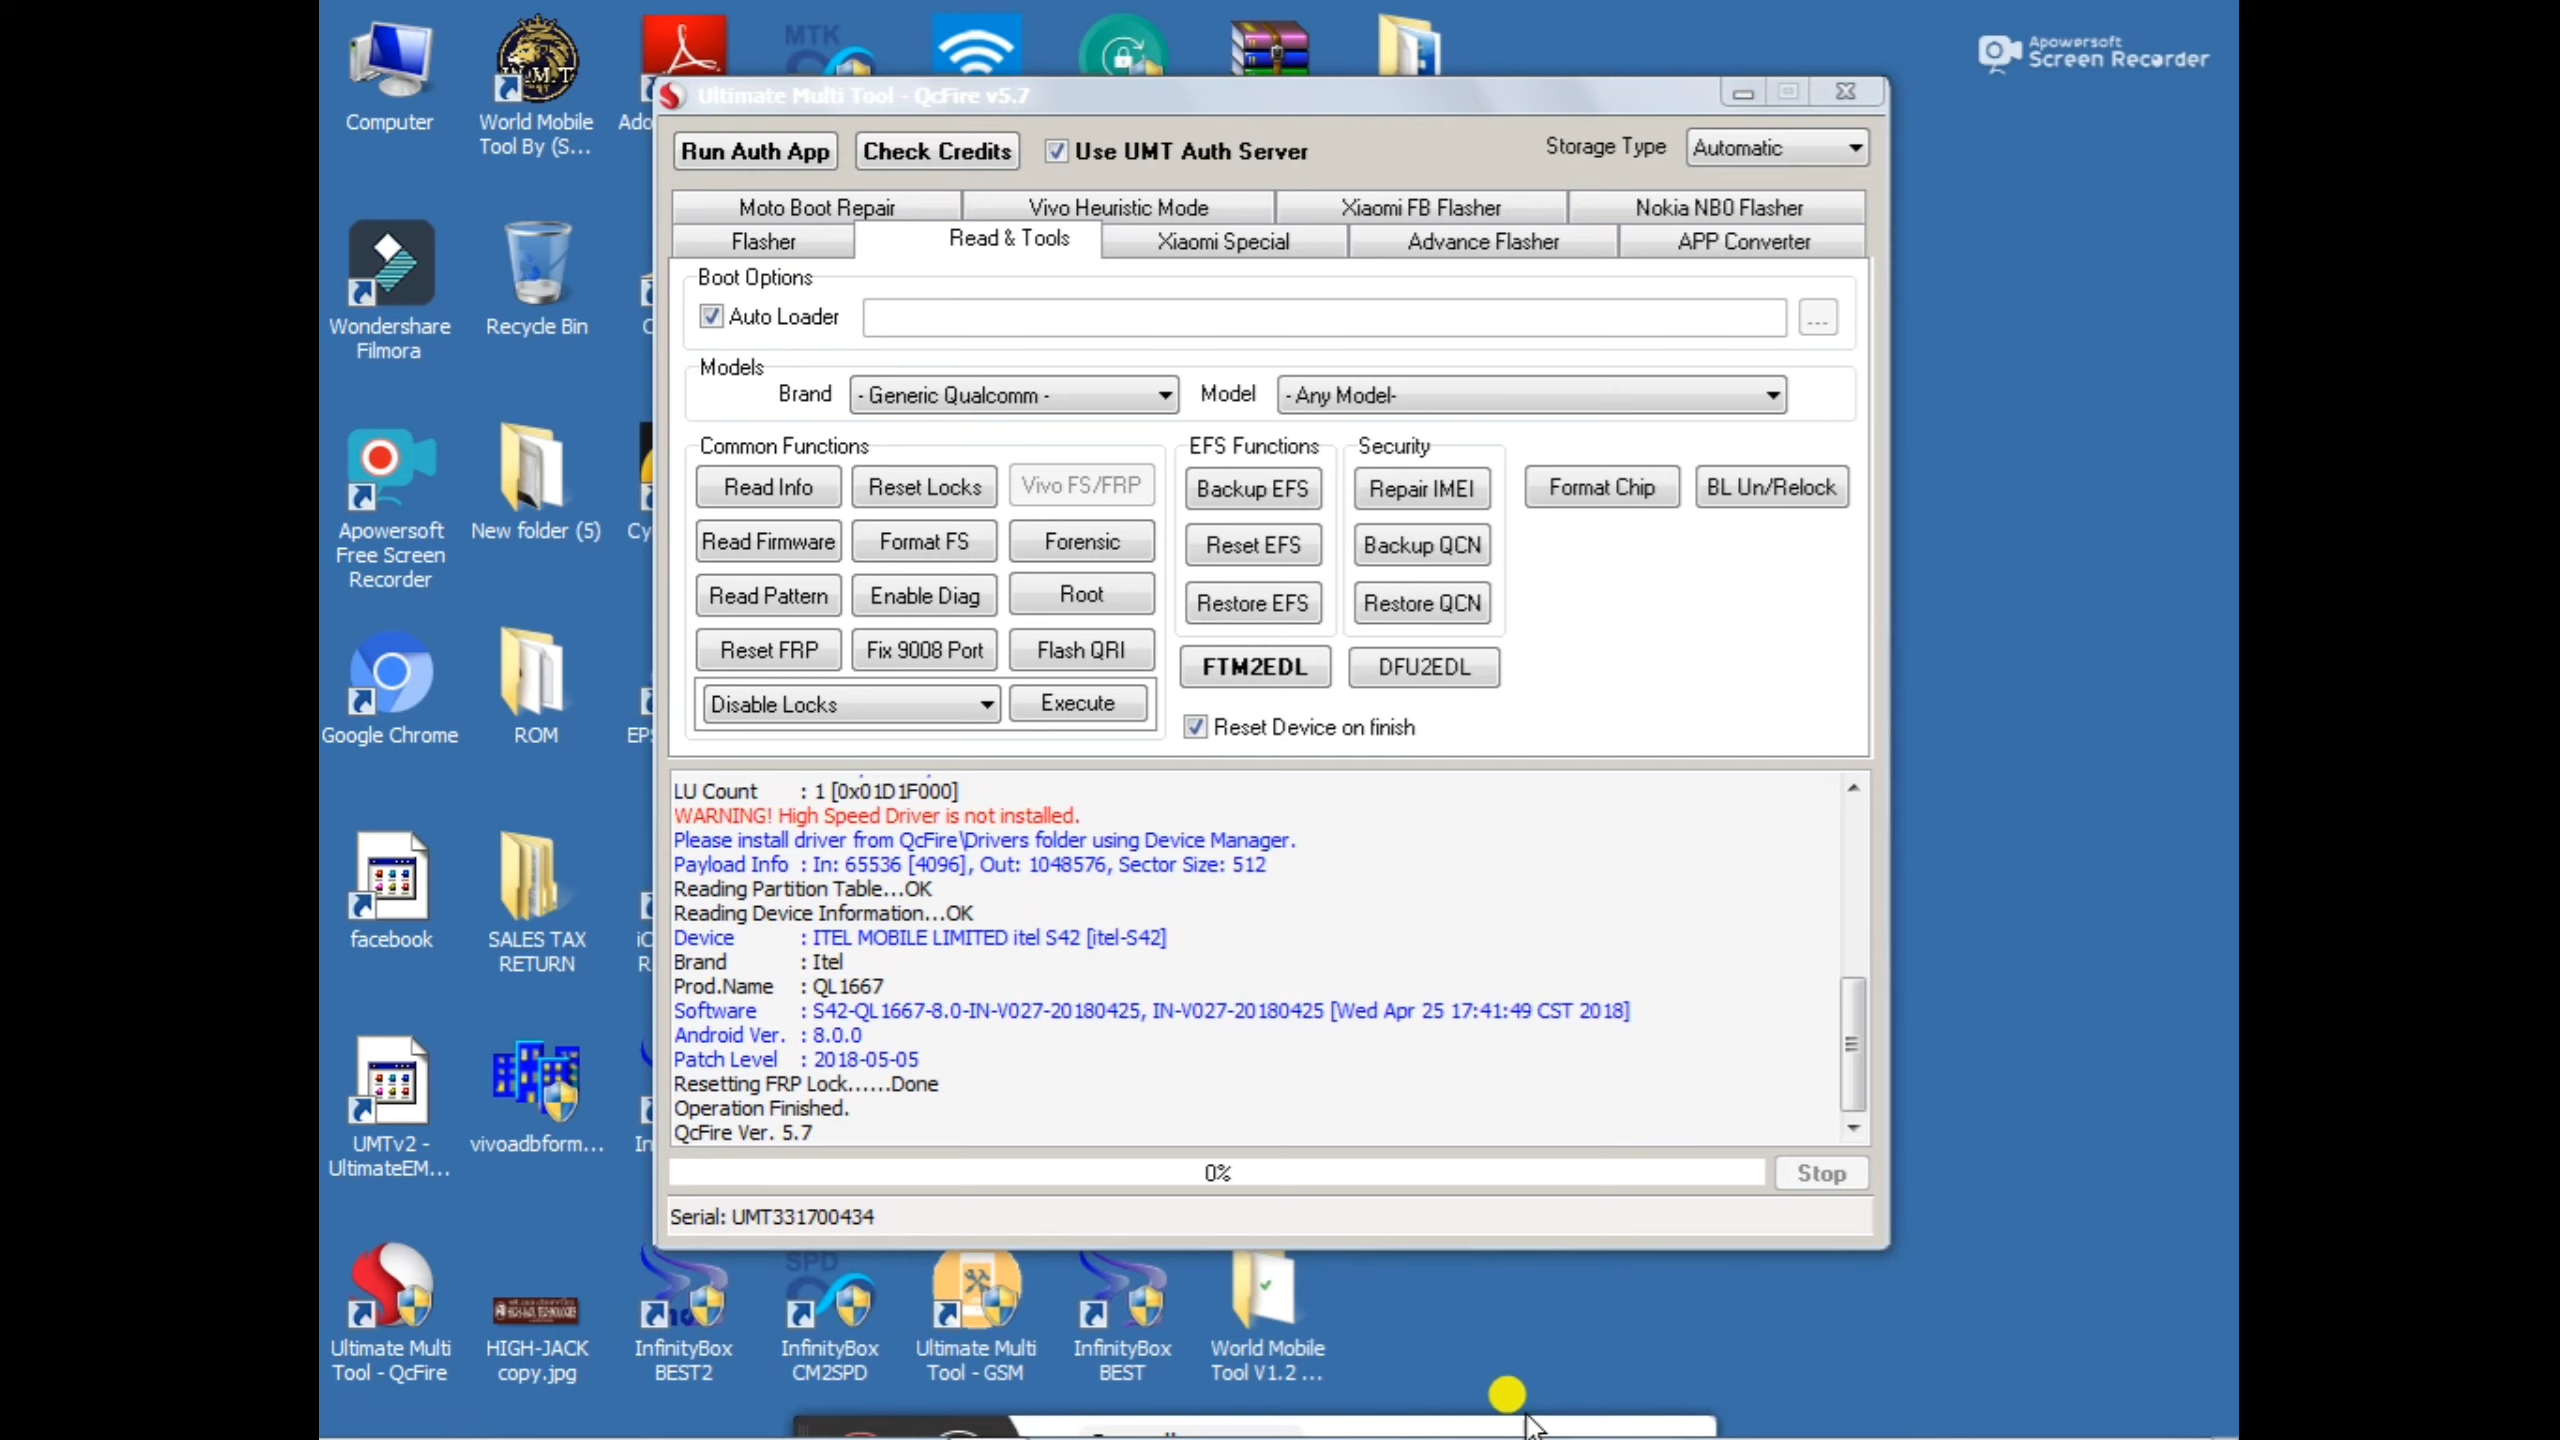 Apowersoft
Screen Recorder
Computer
World Mobile
Tool By (S...
Ado
MTK
Wondershare
Filmora
Recycle Bin
Apowersoft
Free Screen
Recorder
New folder (5)
Cy
Google Chrome
ROM
EPS
facebook
SALES TAX
RETURN
UMTv2 -
UltimateEM...
vivoadbform...
In
Ultimate Multi Tool - QcFire v5.7
Run Auth App
Check Credits
Use UMT Auth Server
Storage Type
Automatic
Moto Boot Repair
Vivo Heuristic Mode
Xiaomi FB Flasher
Nokia NB0 Flasher
Flasher
Read & Tools
Xiaomi Special
Advance Flasher
APP Converter
Boot Options
Auto Loader
...
Models
Brand
- Generic Qualcomm -
Model
- Any Model-
Common Functions
EFS Functions
Security
Read Info
Reset Locks
Vivo FS/FRP
Backup EFS
Repair IMEI
Format Chip
BL Un/Relock
Read Firmware
Format FS
Forensic
Reset EFS
Backup QCN
Read Pattern
Enable Diag
Root
Restore EFS
Restore QCN
Reset FRP
Fix 9008 Port
Flash QRI
FTM2EDL
DFU2EDL
Disable Locks
Execute
Reset Device on finish
LU Count : 1 [0x01D1F000]
WARNING! High Speed Driver is not installed.
Please install driver from QcFire\Drivers folder using Device Manager.
Payload Info : In: 65536 [4096], Out: 1048576, Sector Size: 512
Reading Partition Table...OK
Reading Device Information...OK
Device : ITEL MOBILE LIMITED itel S42 [itel-S42]
Brand : Itel
Prod.Name : QL1667
Software : S42-QL1667-8.0-IN-V027-20180425, IN-V027-20180425 [Wed Apr 25 17:41:49 CST 2018]
Android Ver. : 8.0.0
Patch Level : 2018-05-05
Resetting FRP Lock......Done
Operation Finished.
QcFire Ver. 5.7
0%
Stop
Serial: UMT331700434
SPD
Ultimate Multi
Tool - QcFire
HIGH-JACK
copy.jpg
InfinityBox
BEST2
InfinityBox
CM2SPD
Ultimate Multi
Tool - GSM
InfinityBox
BEST
World Mobile
Tool V1.2 ...